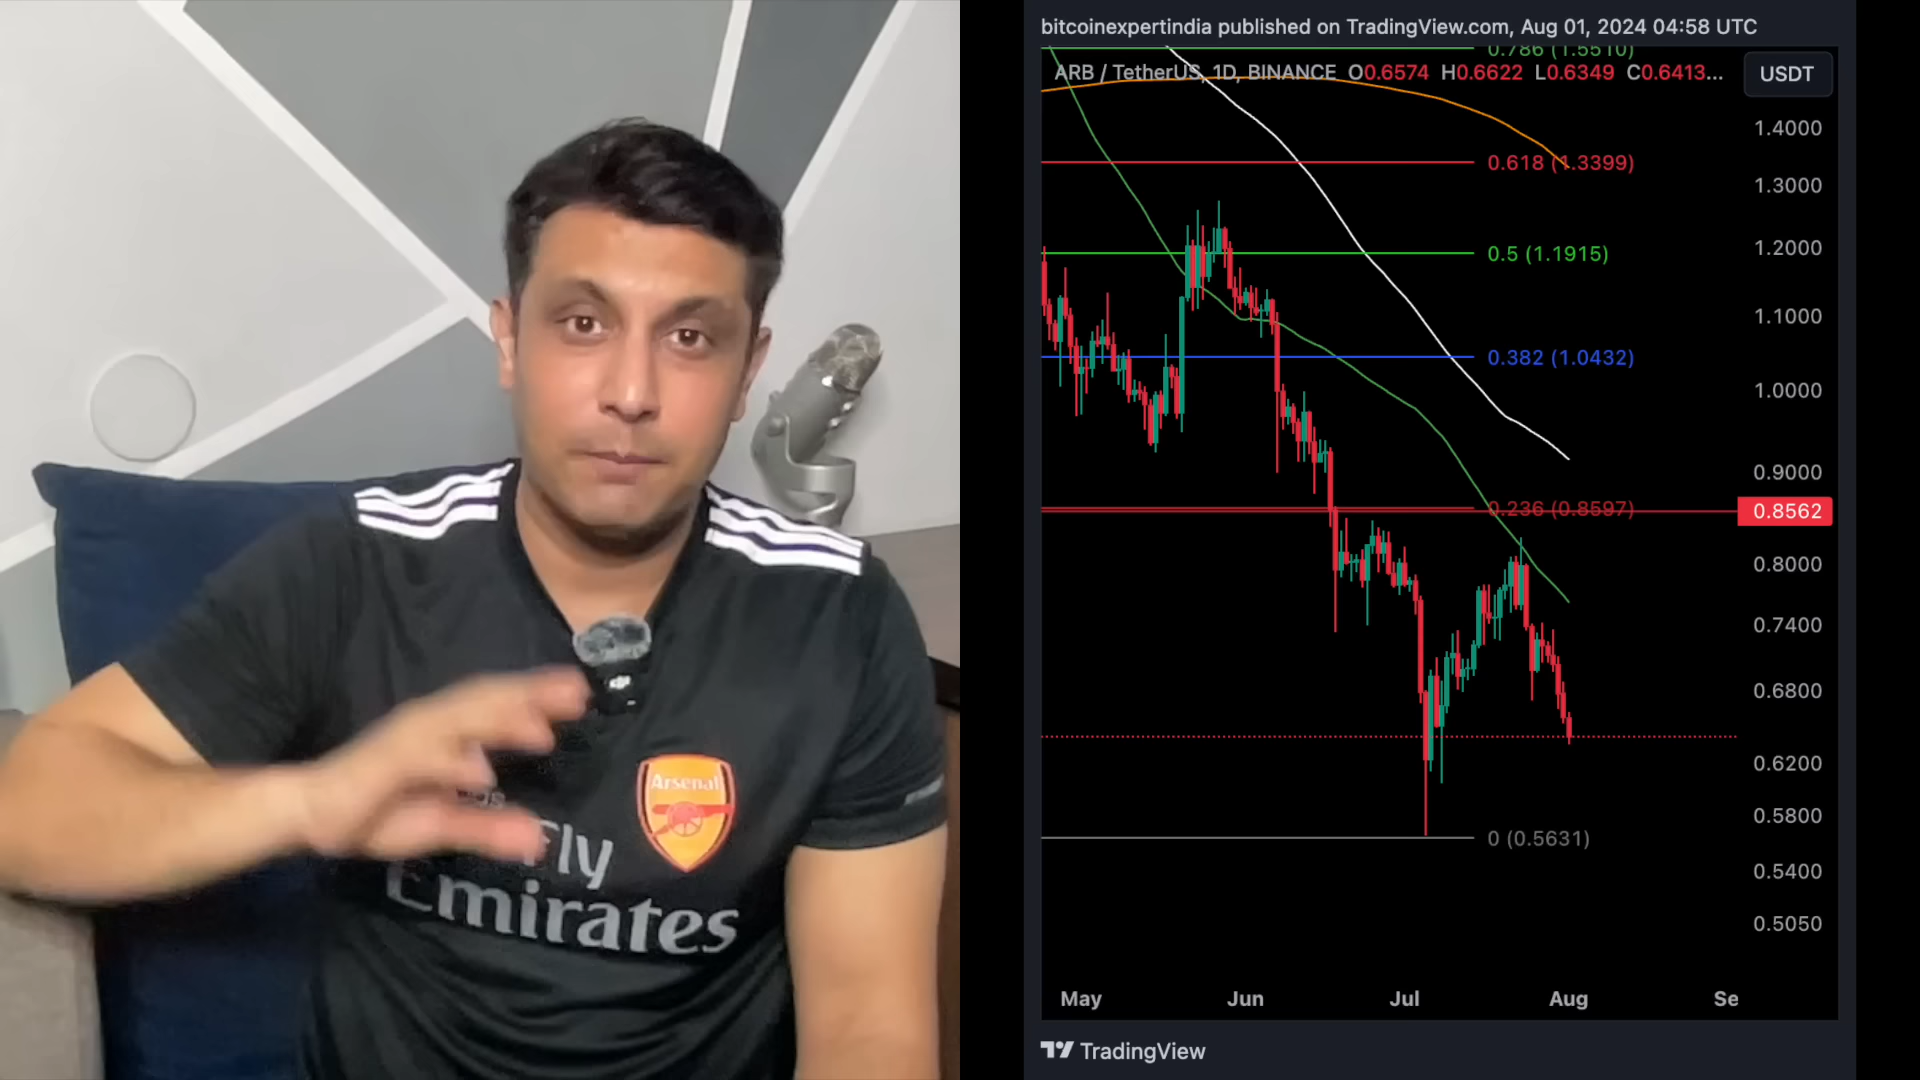 Arsenal
Fly
Emirates
bitcoinexpertindia published on TradingView.com, Aug 01, 2024 04:58 UTC
0.786 (1.5510)
ARB / TetherUS, 1D, BINANCE O0.6574 H0.6622 L0.6349 C0.6413...
USDT
1.4000
0.618 (1.3399)
1.3000
1.2000
0.5 (1.1915)
1.1000
0.382 (1.0432)
1.0000
0.9000
0.236 (0.8597)
0.8562
0.8000
0.7400
0.6800
0.6200
0.5800
0 (0.5631)
0.5400
0.5050
May Jun Jul Aug Se
TradingView